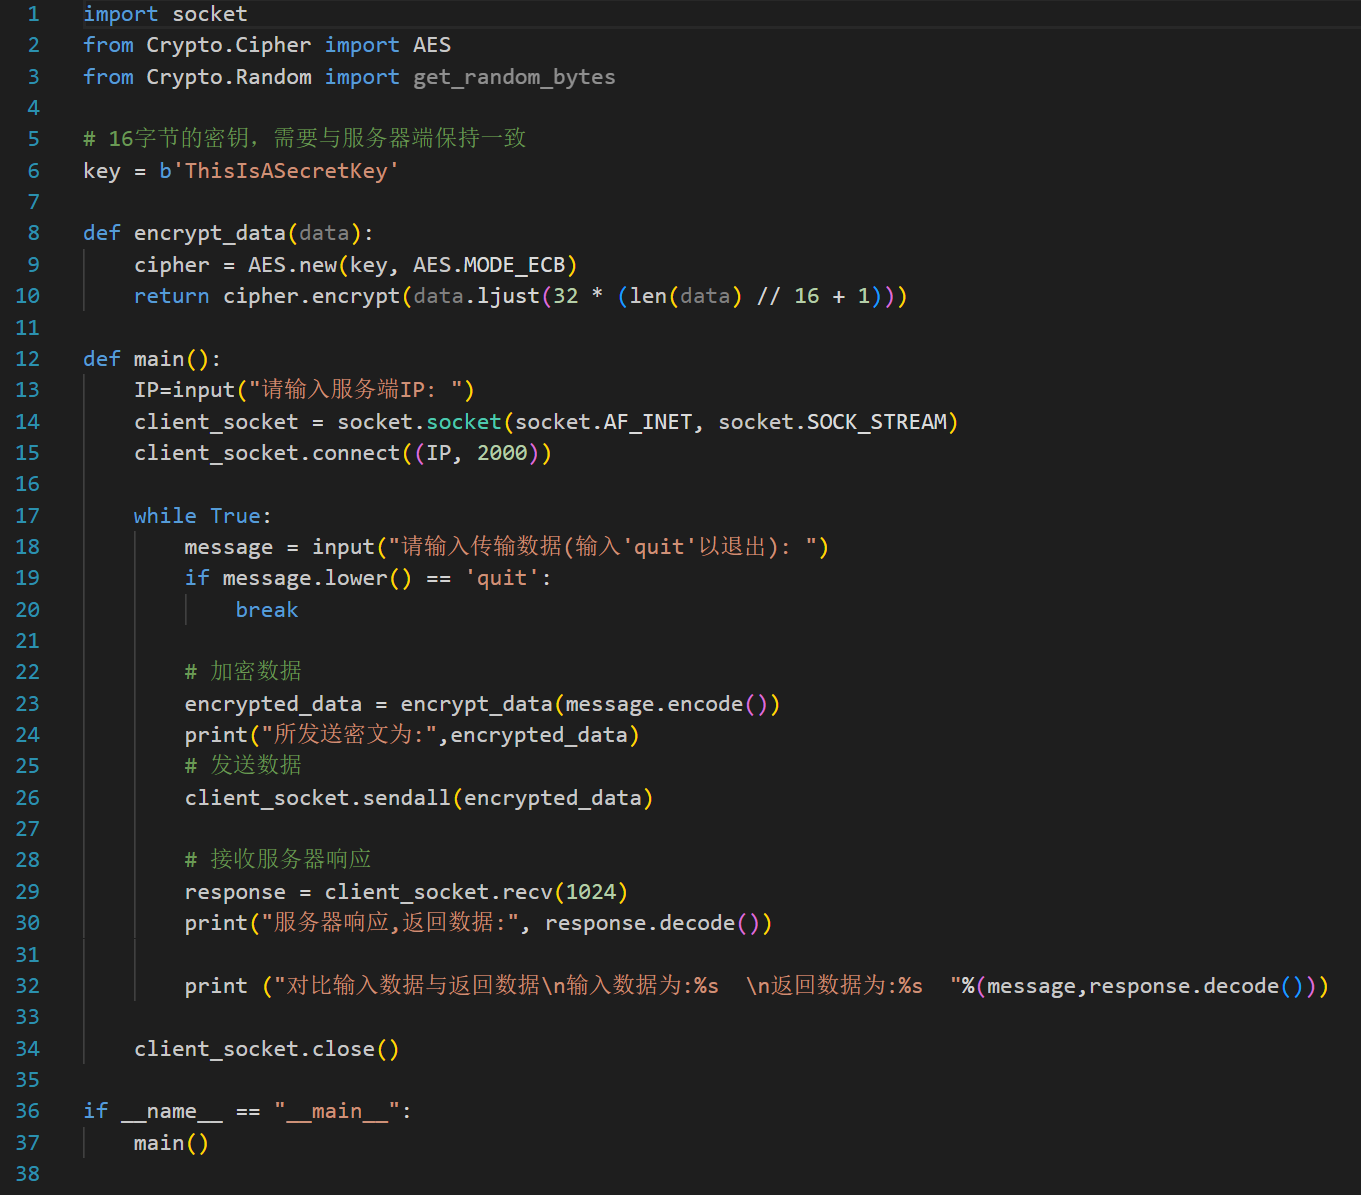 1 import socket
2 from Crypto.Cipher import AES
3 from Crypto.Random import get_random_bytes
4
5 # 16字节的密钥，需要与服务器端保持一致
6 key = b'ThisIsASecretKey'
7
8 def encrypt_data(data):
9     cipher = AES.new(key, AES.MODE_ECB)
10     return cipher.encrypt(data.ljust(32 * (len(data) // 16 + 1)))
11
12 def main():
13     IP=input("请输入服务端IP: ")
14     client_socket = socket.socket(socket.AF_INET, socket.SOCK_STREAM)
15     client_socket.connect((IP, 2000))
16
17     while True:
18         message = input("请输入传输数据(输入'quit'以退出): ")
19         if message.lower() == 'quit':
20             break
21
22         # 加密数据
23         encrypted_data = encrypt_data(message.encode())
24         print("所发送密文为:",encrypted_data)
25         # 发送数据
26         client_socket.sendall(encrypted_data)
27
28         # 接收服务器响应
29         response = client_socket.recv(1024)
30         print("服务器响应,返回数据:", response.decode())
31
32         print ("对比输入数据与返回数据\n输入数据为:%s  \n返回数据为:%s  "%(message,response.decode()))
33
34     client_socket.close()
35
36 if __name__ == "__main__":
37     main()
38